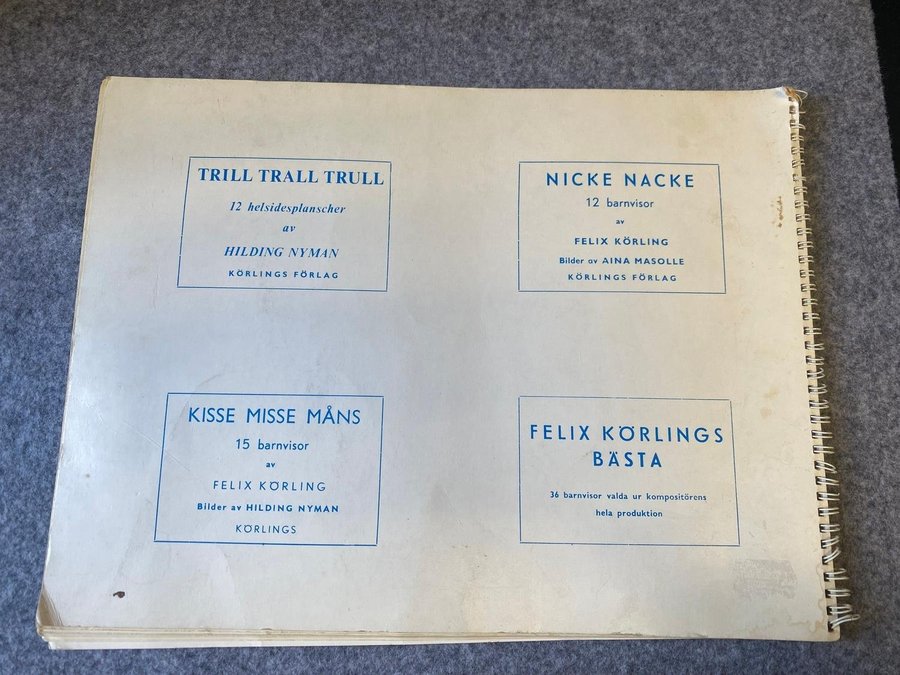 TRILL TRALL TRULL
12 helsidesplanscher
av
HILDING NYMAN
KÖRLINGS FÖRLAG
NICKE NACKE
12 barnvisor
av
FELIX KÖRLING
Bilder av AINA MASOLLE
KÖRLINGS FÖRLAG
KISSE MISSE MÅNS
15 barnvisor
av
FELIX KÖRLING
Bilder av HILDING NYMAN
KÖRLINGS
FELIX KÖRLINGS
BÄSTA
36 barnvisor valda ur kompositörens
hela produktion